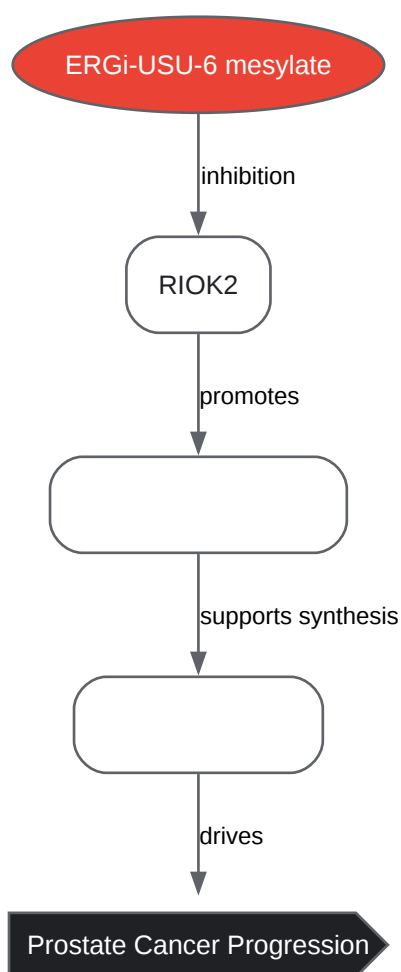 ERGi-USU-6 mesylate
inhibition
RIOK2
promotes
supports synthesis
drives
Prostate Cancer Progression